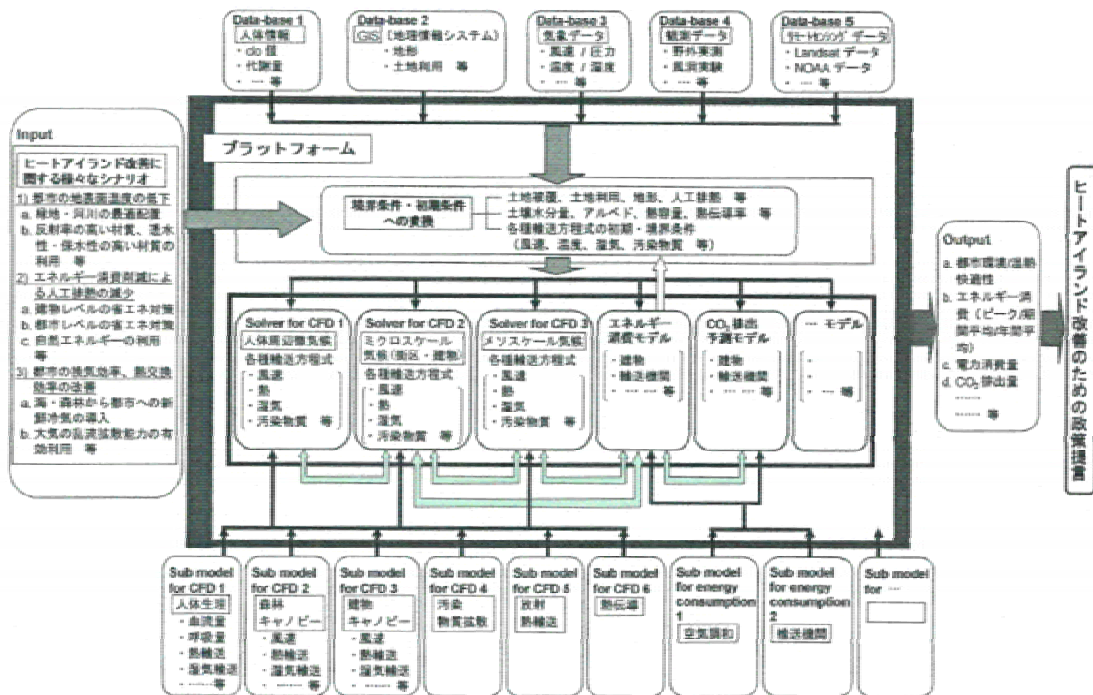 Data-base 1
人体情報
・clo 値
・代謝量
・… 等
Data-base 2
GIS (地理情報システム)
・地形
・土地利用 等
Data-base 3
気象データ
・風速 / 圧力
・温度 / 湿度
・… 等
Data-base 4
観測データ
・野外実測
・風洞実験
・… 等
Data-base 5
リモートセンシングデータ
・Landsat データ
・NOAA データ
・… 等
Input
ヒートアイランド改善に
関する様々なシナリオ
1) 都市の地表面温度の低下
a. 緑地・河川の最適配置
b. 反射率の高い材質、透水
性・保水性の高い材質の
利用 等
2) エネルギー消費削減によ
る人工排熱の減少
a. 建物レベルの省エネ対策
b. 都市レベルの省エネ対策
c. 自然エネルギーの利用
等
3) 都市の換気効率、熱交換
効率の改善
a. 海・森林から都市への新
鮮冷気の導入
b. 大気の乱流拡散能力の有
効利用 等
プラットフォーム
境界条件・初期条件
への変換
土地被覆、土地利用、地形、人工排熱 等
土壌水分量、アルベド、熱容量、熱伝導率 等
各種輸送方程式の初期・境界条件
(風速、温度、湿気、汚染物質 等)
Solver for CFD 1
人体周辺微気候
各種輸送方程式
・風速
・熱
・湿気
・汚染物質 等
Solver for CFD 2
ミクロスケール
気候(街区・建物)
各種輸送方程式
・風速
・熱
・湿気
・汚染物質 等
Solver for CFD 3
メソスケール気候
各種輸送方程式
・風速
・熱
・湿気
・汚染物質 等
エネルギー
消費モデル
・建物
・輸送機関
・… … 等
CO2 排出
予測モデル
・建物
・輸送機関
・… … 等
… モデル
・
・
・… 等
Output
a. 都市環境/温熱
快適性
b. エネルギー消
費(ピーク/期
間平均/年間平
均)
c. 電力消費量
d. CO2 排出量
……
…… 等
ヒートアイランド改善のための政策提言
Sub model
for CFD 1
人体生理
・血流量
・呼吸量
・熱輸送
・湿気輸送
・…… 等
Sub model
for CFD 2
森林
キャノピー
・風速
・熱輸送
・湿気輸送
・…… 等
Sub model
for CFD 3
建物
キャノピー
・風速
・熱輸送
・湿気輸送
・…… 等
Sub model
for CFD 4
汚染
物質拡散
Sub model
for CFD 5
放射
熱輸送
Sub model
for CFD 6
熱伝導
Sub model
for energy
consumption
1
空気調和
Sub model
for energy
consumption
2
輸送機関
Sub model
for …